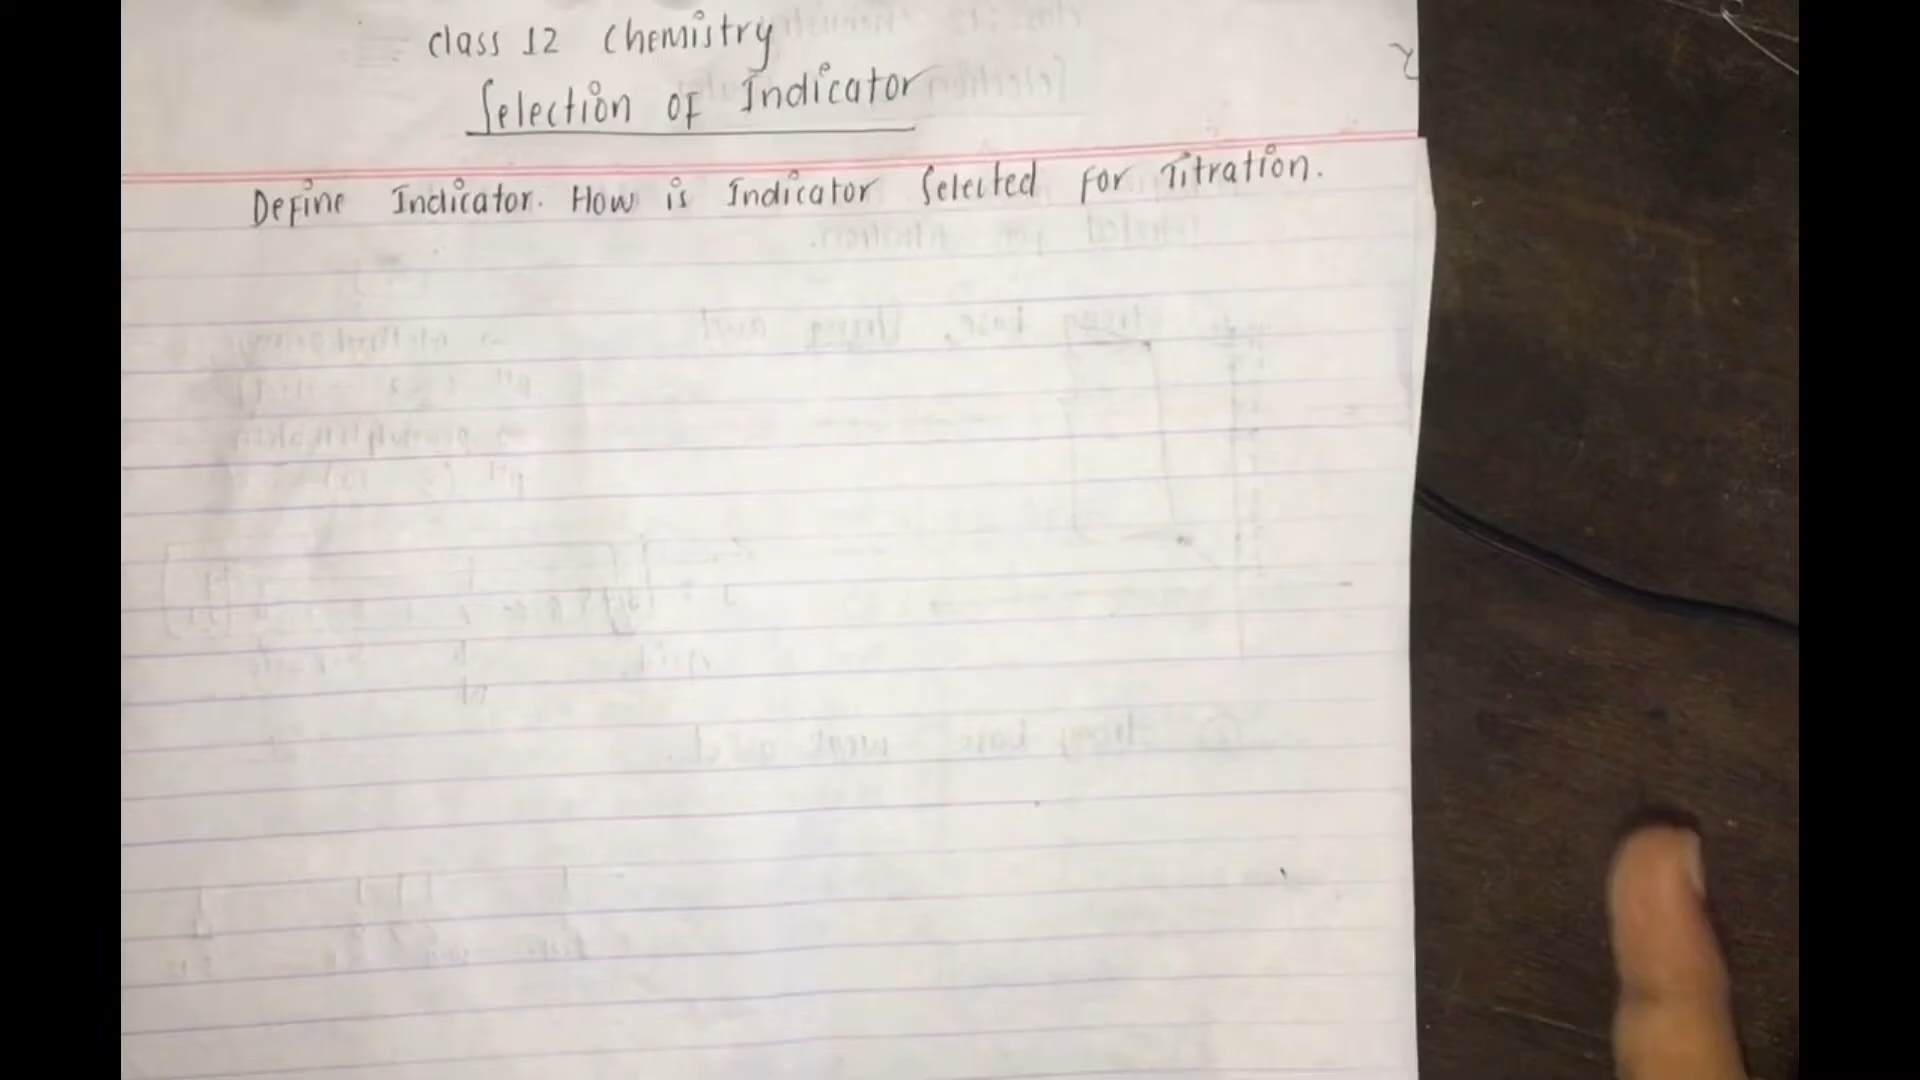 class 12 chemistry
Selection of Indicator
Define Indicator. How is Indicator Selected for Titration.